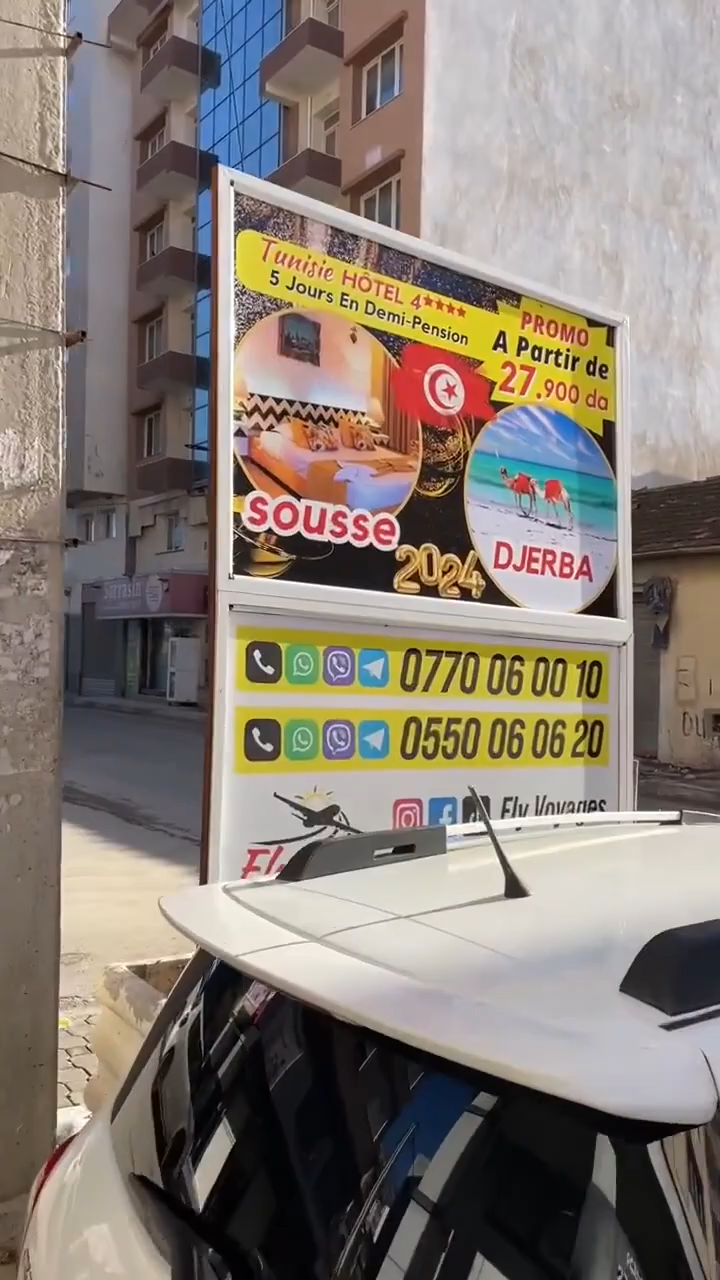 Tunisie HÔTEL 4****
5 Jours En Demi-Pension
PROMO
A Partir de
27.900 da
sousse
2024
DJERBA
0770 06 00 10
0550 06 06 20
Fly Voyages